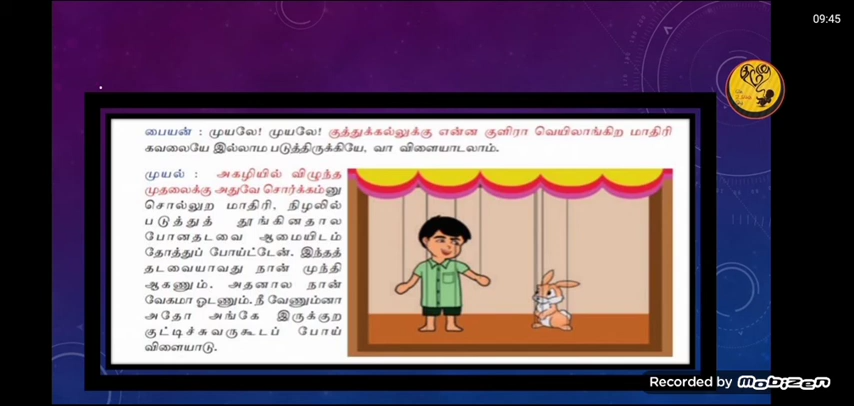 09:45
பையன் : முயலே! முயலே! குத்துக்கல்லுக்கு என்ன குளிரா வெயிலாங்கிற மாதிரி
கவலையே இல்லாம படுத்திருக்கியே, வா விளையாடலாம்.
முயல் : அகழியில் விழுந்த
முதலைக்கு அதுவே சொர்க்கம்னு
சொல்லுற மாதிரி, நிழலில்
படுத்துத் தூங்கினதால
போனதடவை ஆமையிடம்
தோத்துப் போய்ட்டேன். இந்தத்
தடவையாவது நான் முந்தி
ஆகணும். அதனால நான்
வேகமா ஓடணும். நீ வேணும்னா
அதோ அங்கே இருக்குற
குட்டிச்சுவருகூடப் போய்
விளையாடு.
Recorded by Mobizen